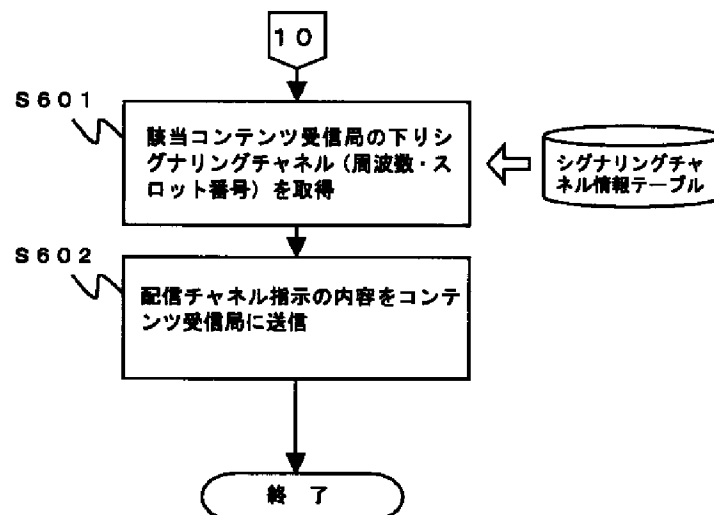 １０
Ｓ６０１
該当コンテンツ受信局の下りシ
グナリングチャネル（周波数・ス
ロット番号）を取得
シグナリングチャ
ネル情報テーブル
Ｓ６０２
配信チャネル指示の内容をコンテ
ンツ受信局に送信
終　了